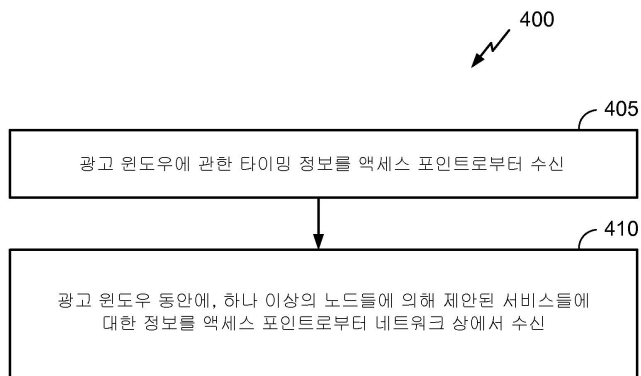 400
405
광고 윈도우에 관한 타이밍 정보를 액세스 포인트로부터 수신
410
광고 윈도우 동안에, 하나 이상의 노드들에 의해 제안된 서비스들에
대한 정보를 액세스 포인트로부터 네트워크 상에서 수신